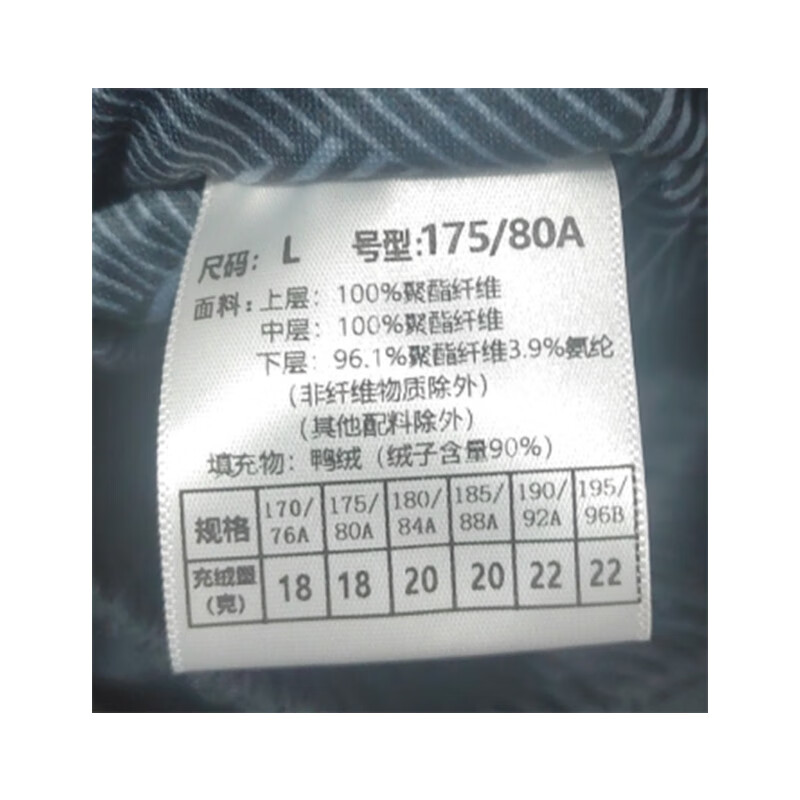 尺码：L 号型:175/80A
面料：上层：100%聚酯纤维
中层：100%聚酯纤维
下层：96.1%聚酯纤维3.9%氨纶
（非纤维物质除外）
（其他配料除外）
填充物：鸭绒（绒子含量90%）
规格 170/76A 175/80A 180/84A 185/88A 190/92A 195/96B
充绒量（克） 18 18 20 20 22 22